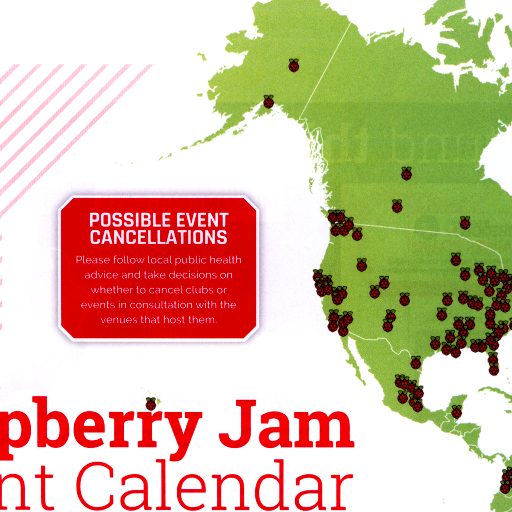 POSSIBLE EVENT
CANCELLATIONS
Please follow local public health
advice and take decisions on
whether to cancel clubs or
events in consultation with the
venues that host them.
pberry Jam
nt Calendar